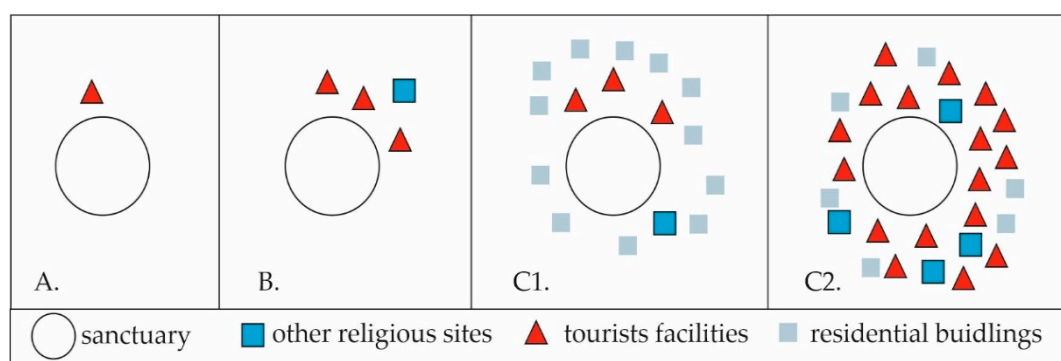 A.
B.
C1.
C2.
sanctuary
other religious sites
tourists facilities
residential buidlings